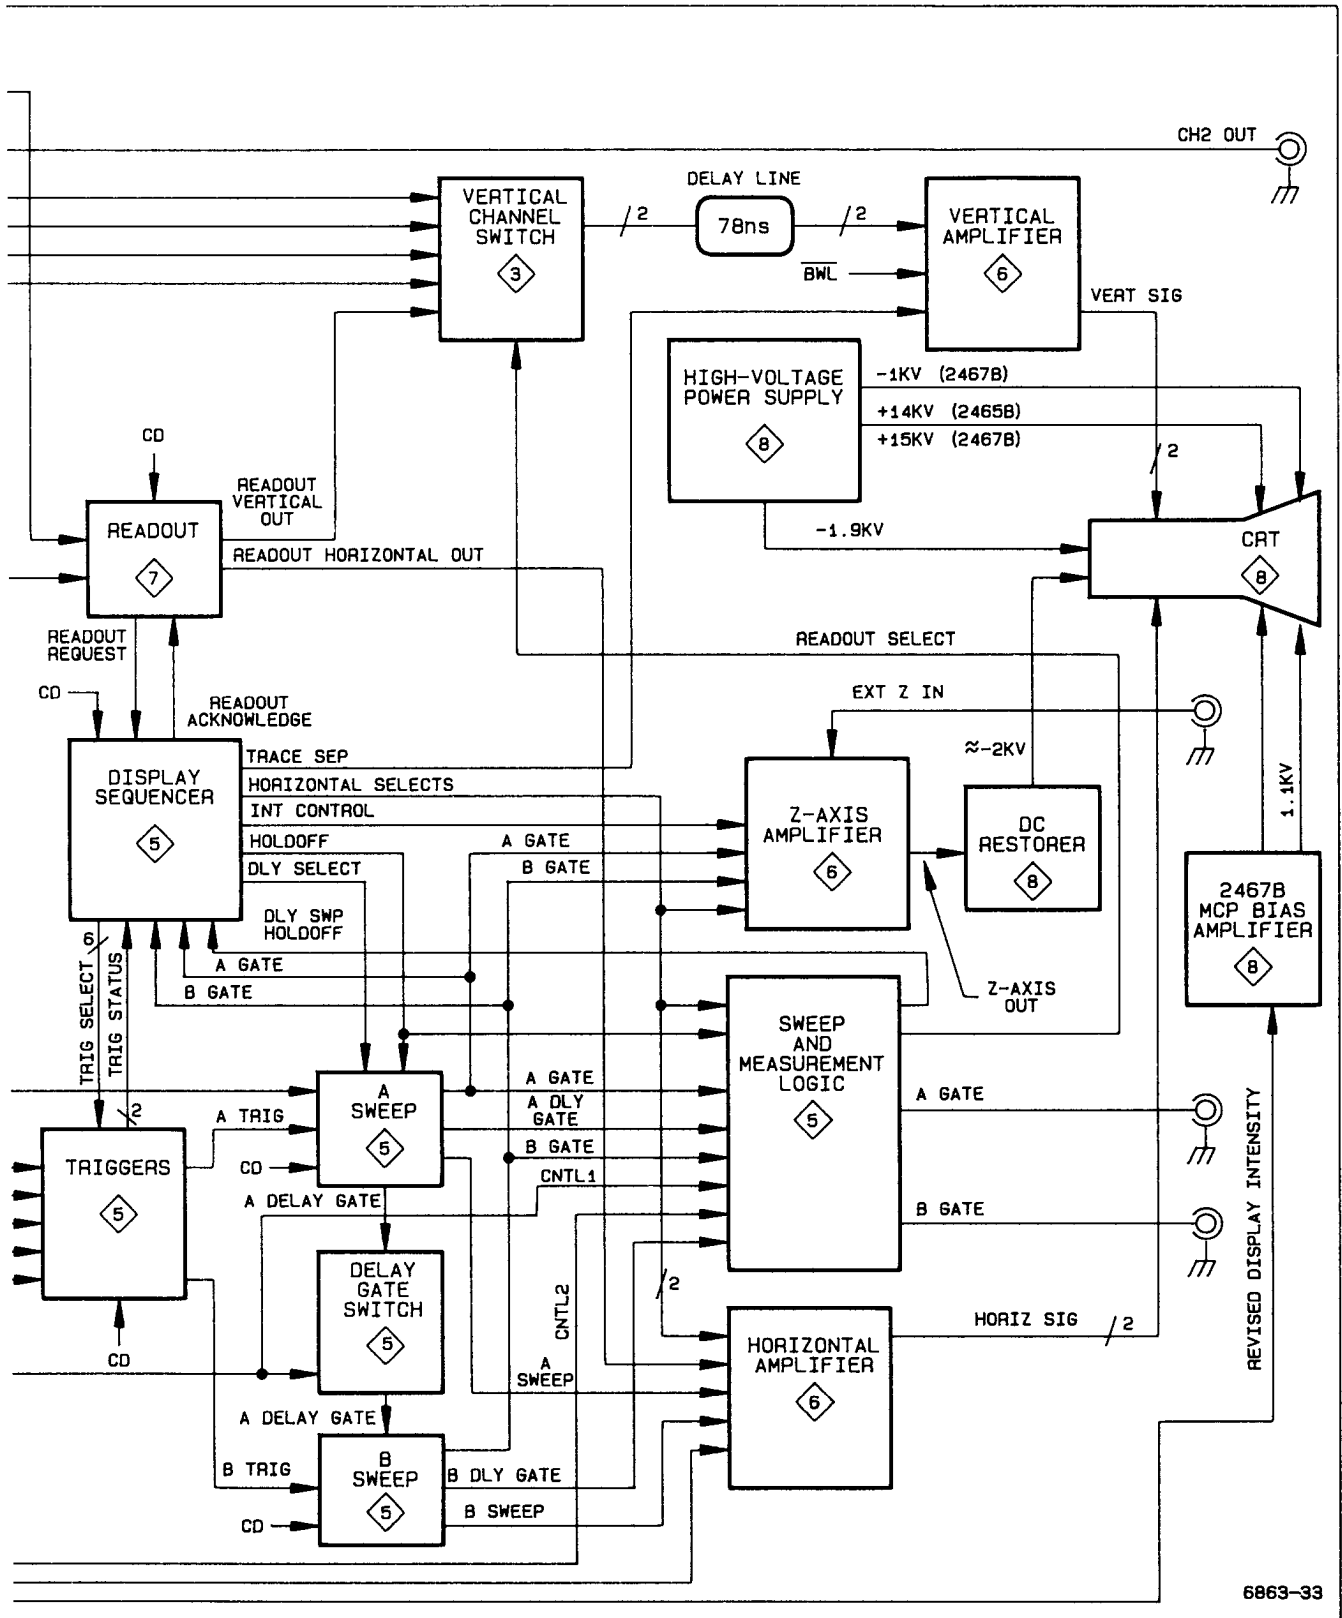 CH2 OUT
VERTICAL
CHANNEL
SWITCH
3
2
DELAY LINE
78ns
2
VERTICAL
AMPLIFIER
6
BWL
VERT SIG
HIGH-VOLTAGE
POWER SUPPLY
8
-1KV (2467B)
+14KV (2465B)
+15KV (2467B)
2
-1.9KV
CRT
8
CD
READOUT
7
READOUT
VERTICAL
OUT
READOUT HORIZONTAL OUT
READOUT
REQUEST
READOUT
ACKNOWLEDGE
READOUT SELECT
CD
DISPLAY
SEQUENCER
5
TRACE SEP
HORIZONTAL SELECTS
INT CONTROL
HOLDOFF
DLY SELECT
DLY SWP
HOLDOFF
A GATE
B GATE
A GATE
B GATE
EXT Z IN
≈-2KV
Z-AXIS
AMPLIFIER
6
DC
RESTORER
8
Z-AXIS
OUT
1.1KV
2467B
MCP BIAS
AMPLIFIER
8
6
TRIG SELECT
TRIG STATUS
2
SWEEP
AND
MEASUREMENT
LOGIC
5
A
SWEEP
5
A TRIG
CD
A GATE
A DLY
GATE
B GATE
CNTL1
A GATE
B GATE
TRIGGERS
5
CD
A DELAY GATE
DELAY
GATE
SWITCH
5
A DELAY GATE
CNTL2
2
A
SWEEP
HORIZONTAL
AMPLIFIER
6
HORIZ SIG
2
REVISED DISPLAY INTENSITY
B TRIG
CD
B
SWEEP
5
B DLY GATE
B SWEEP
6863-33